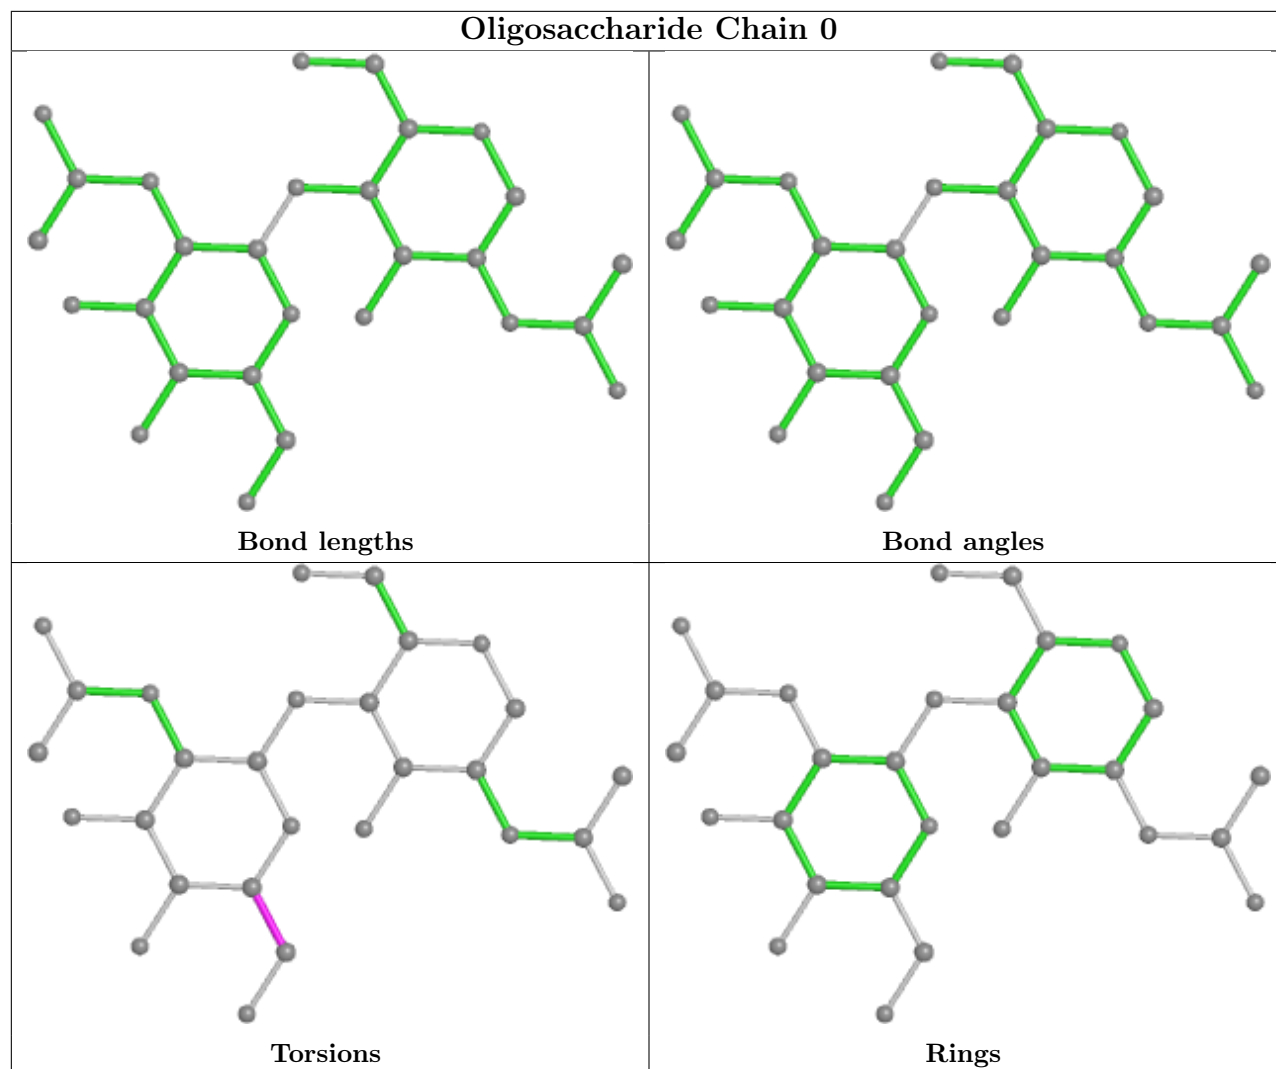 Oligosaccharide Chain 0
Bond lengths
Bond angles
Torsions
Rings